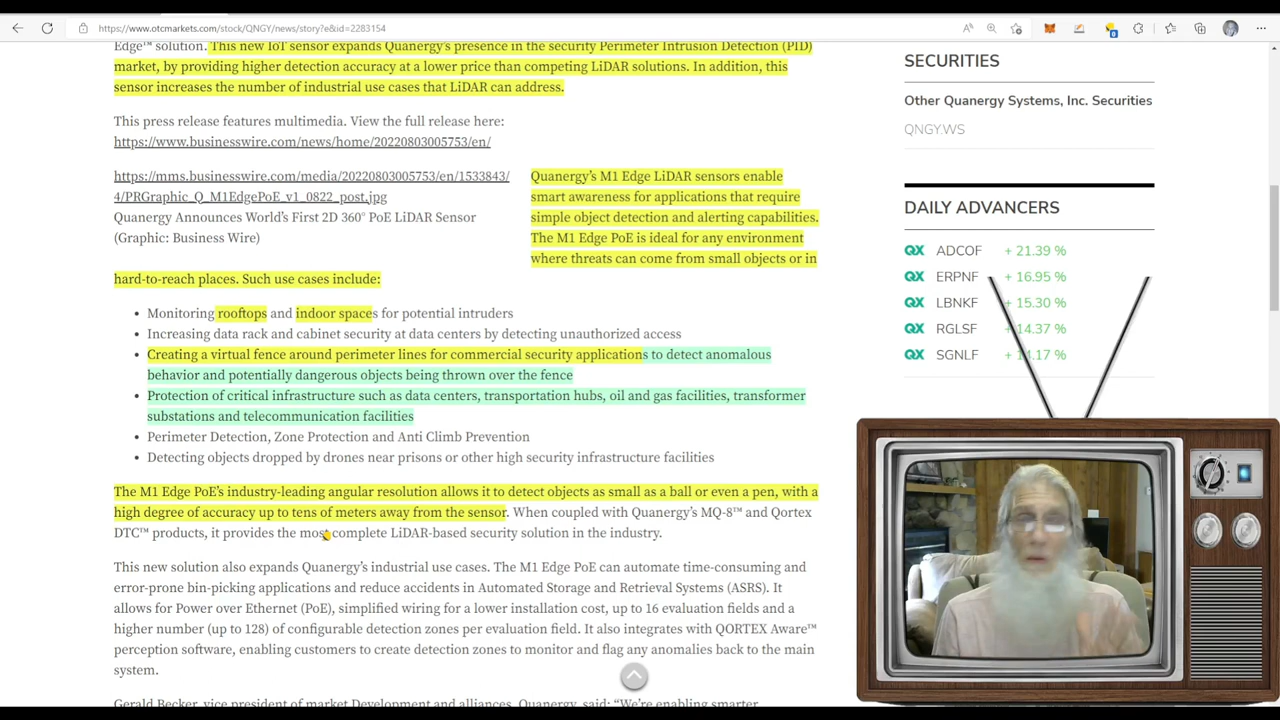 https://www.otcmarkets.com/stock/QNGY/news/story?e&id=2283154
Edge™ solution. This new IoT sensor expands Quanergy's presence in the security Perimeter Intrusion Detection (PID)
market, by providing higher detection accuracy at a lower price than competing LiDAR solutions. In addition, this
sensor increases the number of industrial use cases that LiDAR can address.
This press release features multimedia. View the full release here:
https://www.businesswire.com/news/home/20220803005753/en/
https://mms.businesswire.com/media/20220803005753/en/1533843/
4/PRGraphic_Q_M1EdgePoE_v1_0822_post.jpg
Quanergy Announces World's First 2D 360° PoE LiDAR Sensor
(Graphic: Business Wire)
Quanergy's M1 Edge LiDAR sensors enable
smart awareness for applications that require
simple object detection and alerting capabilities.
The M1 Edge PoE is ideal for any environment
where threats can come from small objects or in
hard-to-reach places. Such use cases include:
• Monitoring rooftops and indoor spaces for potential intruders
• Increasing data rack and cabinet security at data centers by detecting unauthorized access
• Creating a virtual fence around perimeter lines for commercial security applications to detect anomalous
behavior and potentially dangerous objects being thrown over the fence
• Protection of critical infrastructure such as data centers, transportation hubs, oil and gas facilities, transformer
substations and telecommunication facilities
• Perimeter Detection, Zone Protection and Anti Climb Prevention
• Detecting objects dropped by drones near prisons or other high security infrastructure facilities
The M1 Edge PoE's industry-leading angular resolution allows it to detect objects as small as a ball or even a pen, with a
high degree of accuracy up to tens of meters away from the sensor. When coupled with Quanergy's MQ-8™ and Qortex
DTC™ products, it provides the most complete LiDAR-based security solution in the industry.
This new solution also expands Quanergy's industrial use cases. The M1 Edge PoE can automate time-consuming and
error-prone bin-picking applications and reduce accidents in Automated Storage and Retrieval Systems (ASRS). It
allows for Power over Ethernet (PoE), simplified wiring for a lower installation cost, up to 16 evaluation fields and a
higher number (up to 128) of configurable detection zones per evaluation field. It also integrates with QORTEX Aware™
perception software, enabling customers to create detection zones to monitor and flag any anomalies back to the main
system.
Gerald Becker, vice president of market Development and alliances, Quanergy, said: "We're enabling smarter
SECURITIES
Other Quanergy Systems, Inc. Securities
QNGY.WS
DAILY ADVANCERS
QX ADCOF + 21.39 %
QX ERPNF + 16.95 %
QX LBNKF + 15.30 %
QX RGLSF + 14.37 %
QX SGNLF + 14.17 %